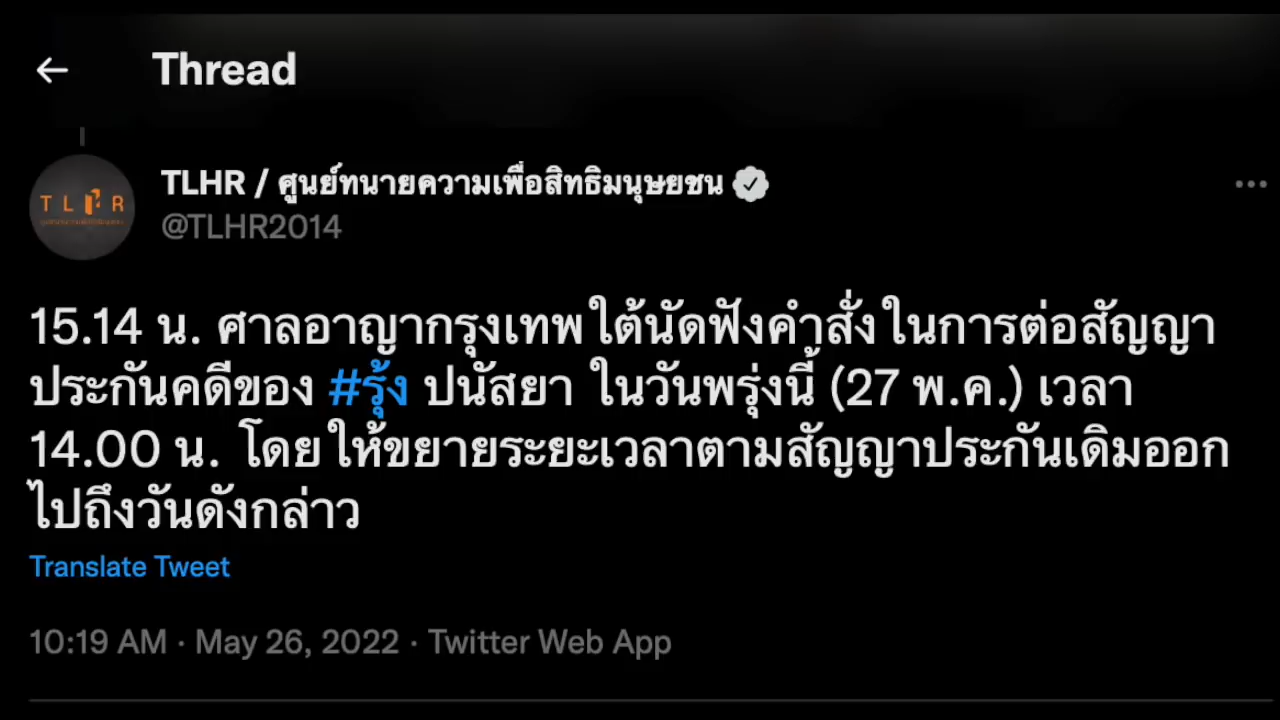 Thread
TLHR / ศูนย์ทนายความเพื่อสิทธิมนุษยชน
@TLHR2014
TLHR
15.14 น. ศาลอาญากรุงเทพใต้นัดฟังคำสั่งในการต่อสัญญา
ประกันคดีของ #รุ้ง ปนัสยา ในวันพรุ่งนี้ (27 พ.ค.) เวลา
14.00 น. โดยให้ขยายระยะเวลาตามสัญญาประกันเดิมออก
ไปถึงวันดังกล่าว
Translate Tweet
10:19 AM · May 26, 2022 · Twitter Web App